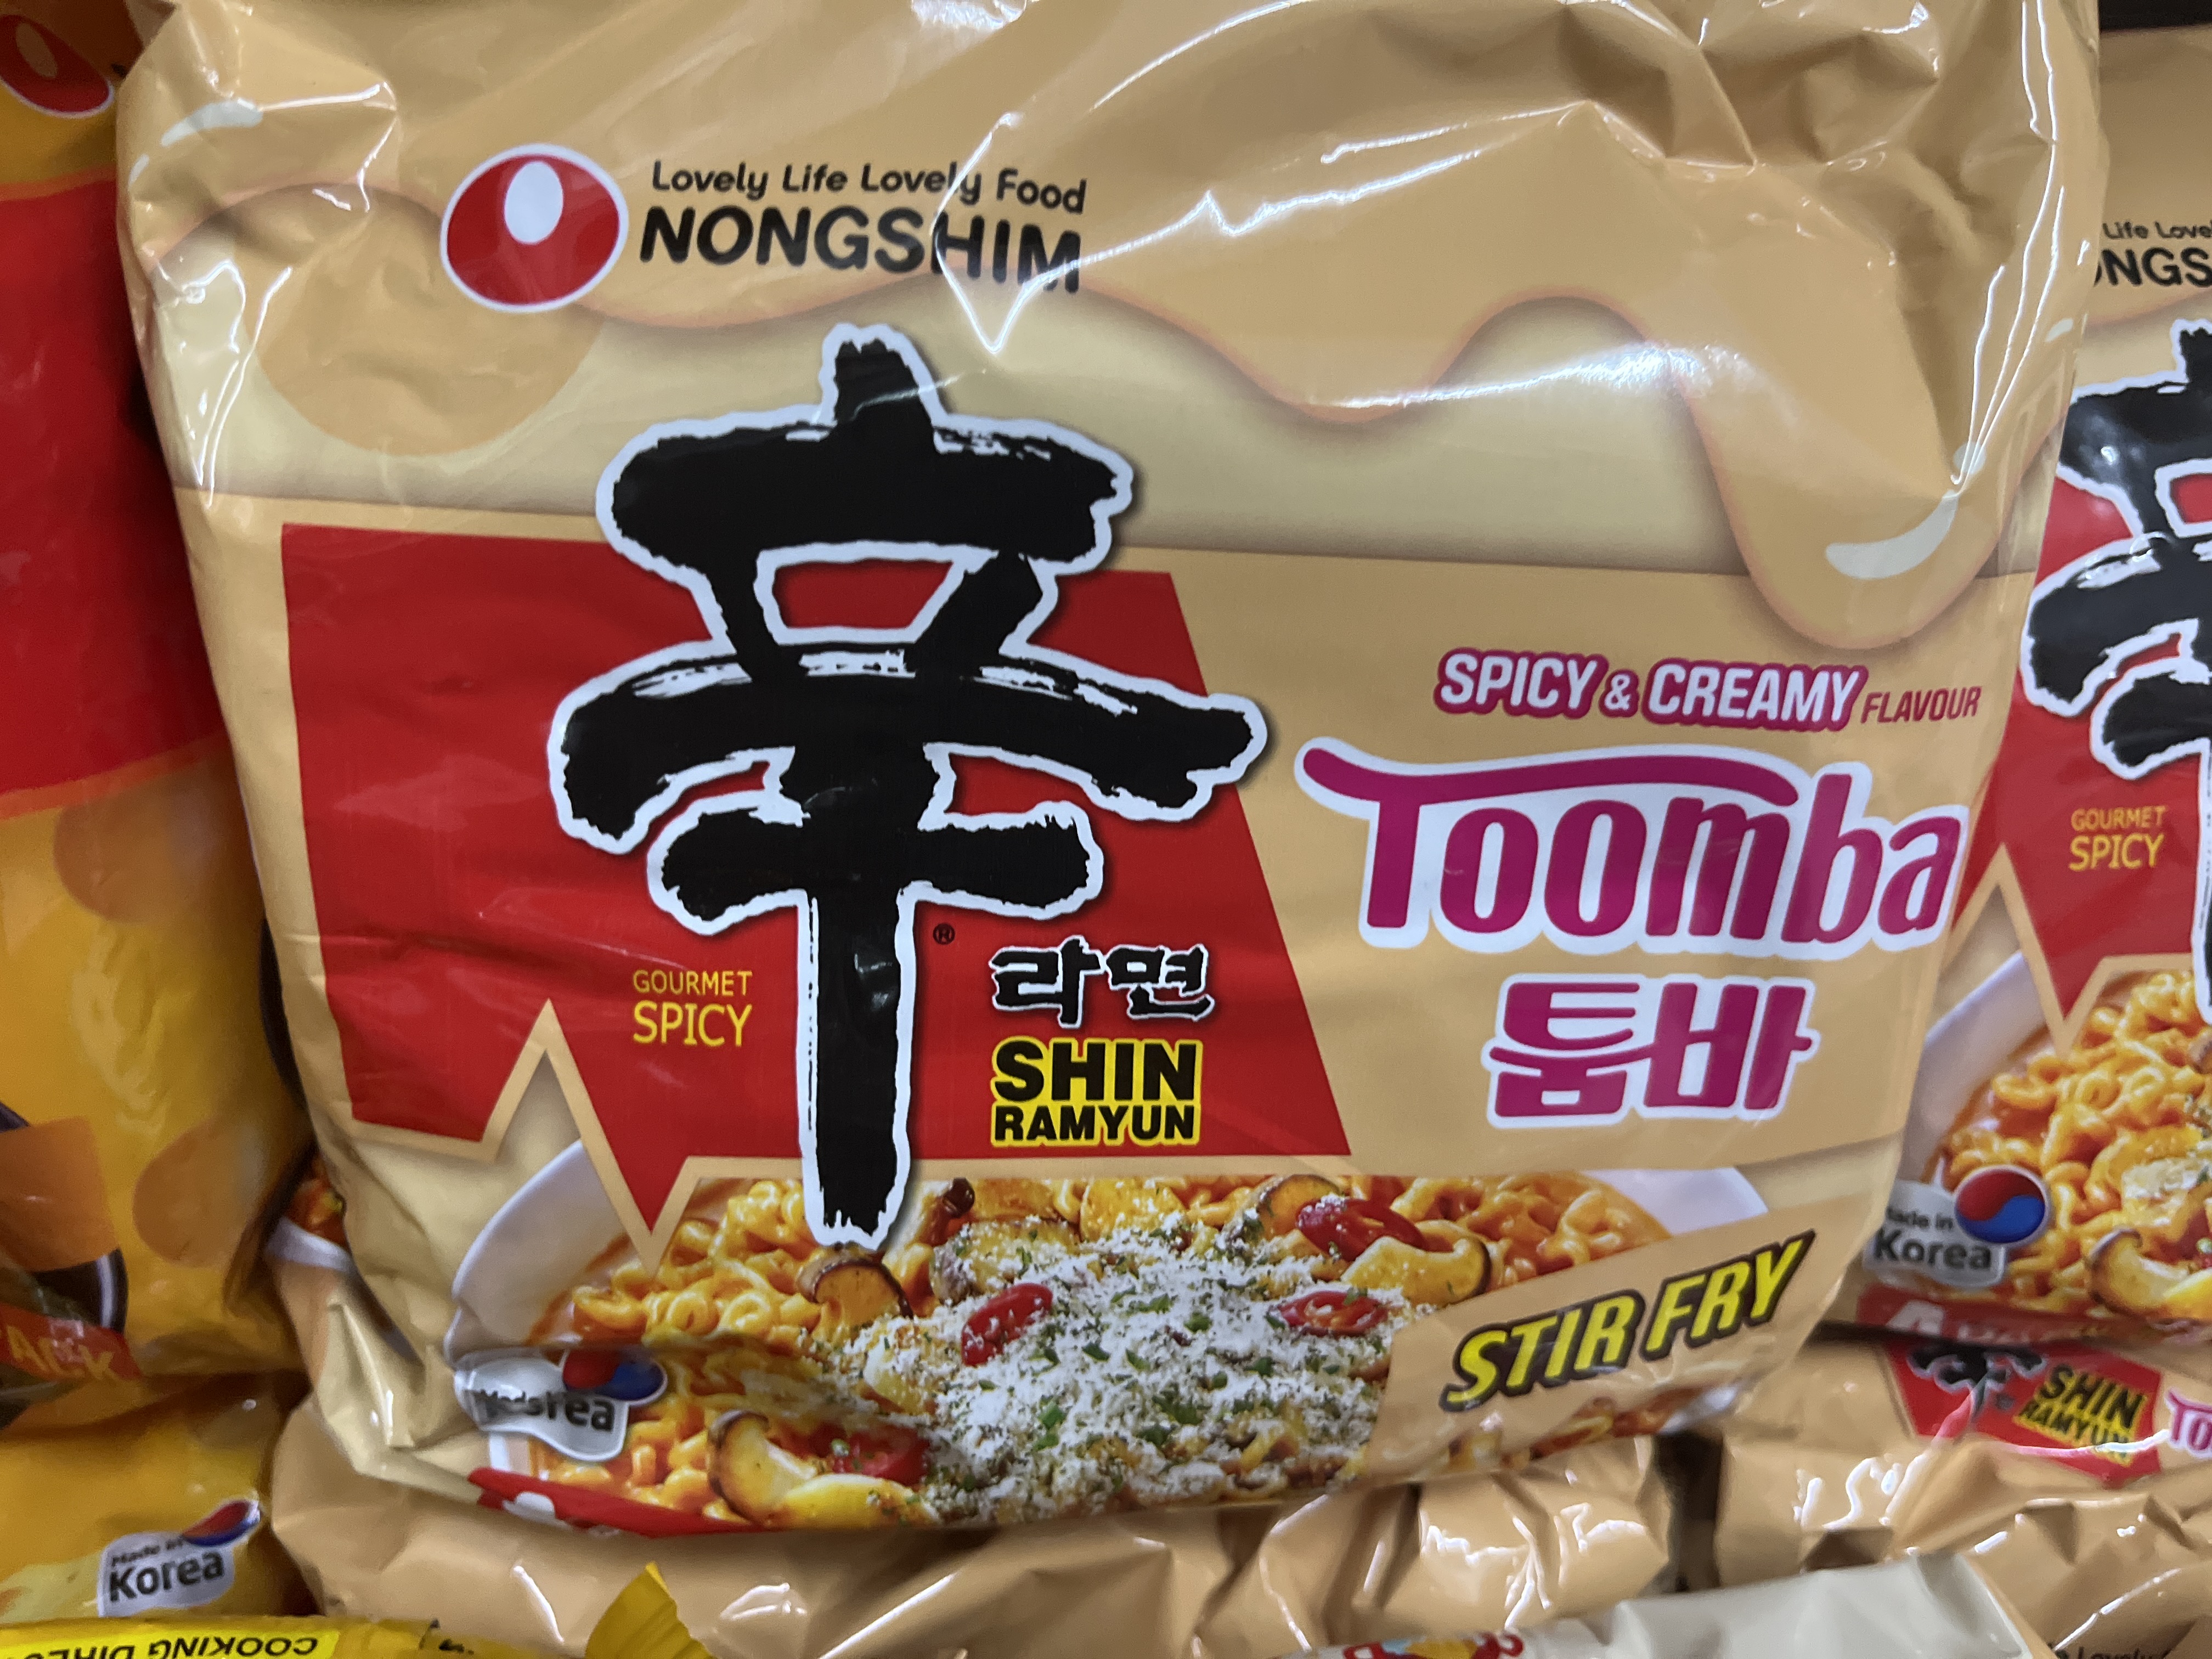 Lovely Life Lovely Food
NONGSHIM
辛
SPICY & CREAMY FLAVOUR
Toomba
툼바
GOURMET
SPICY
®
라면
SHIN
RAMYUN
STIR FRY
Life
GOURMET
SPICY
Made in
Korea
SHIN
RAMYUN
Made in
Korea
COOKING